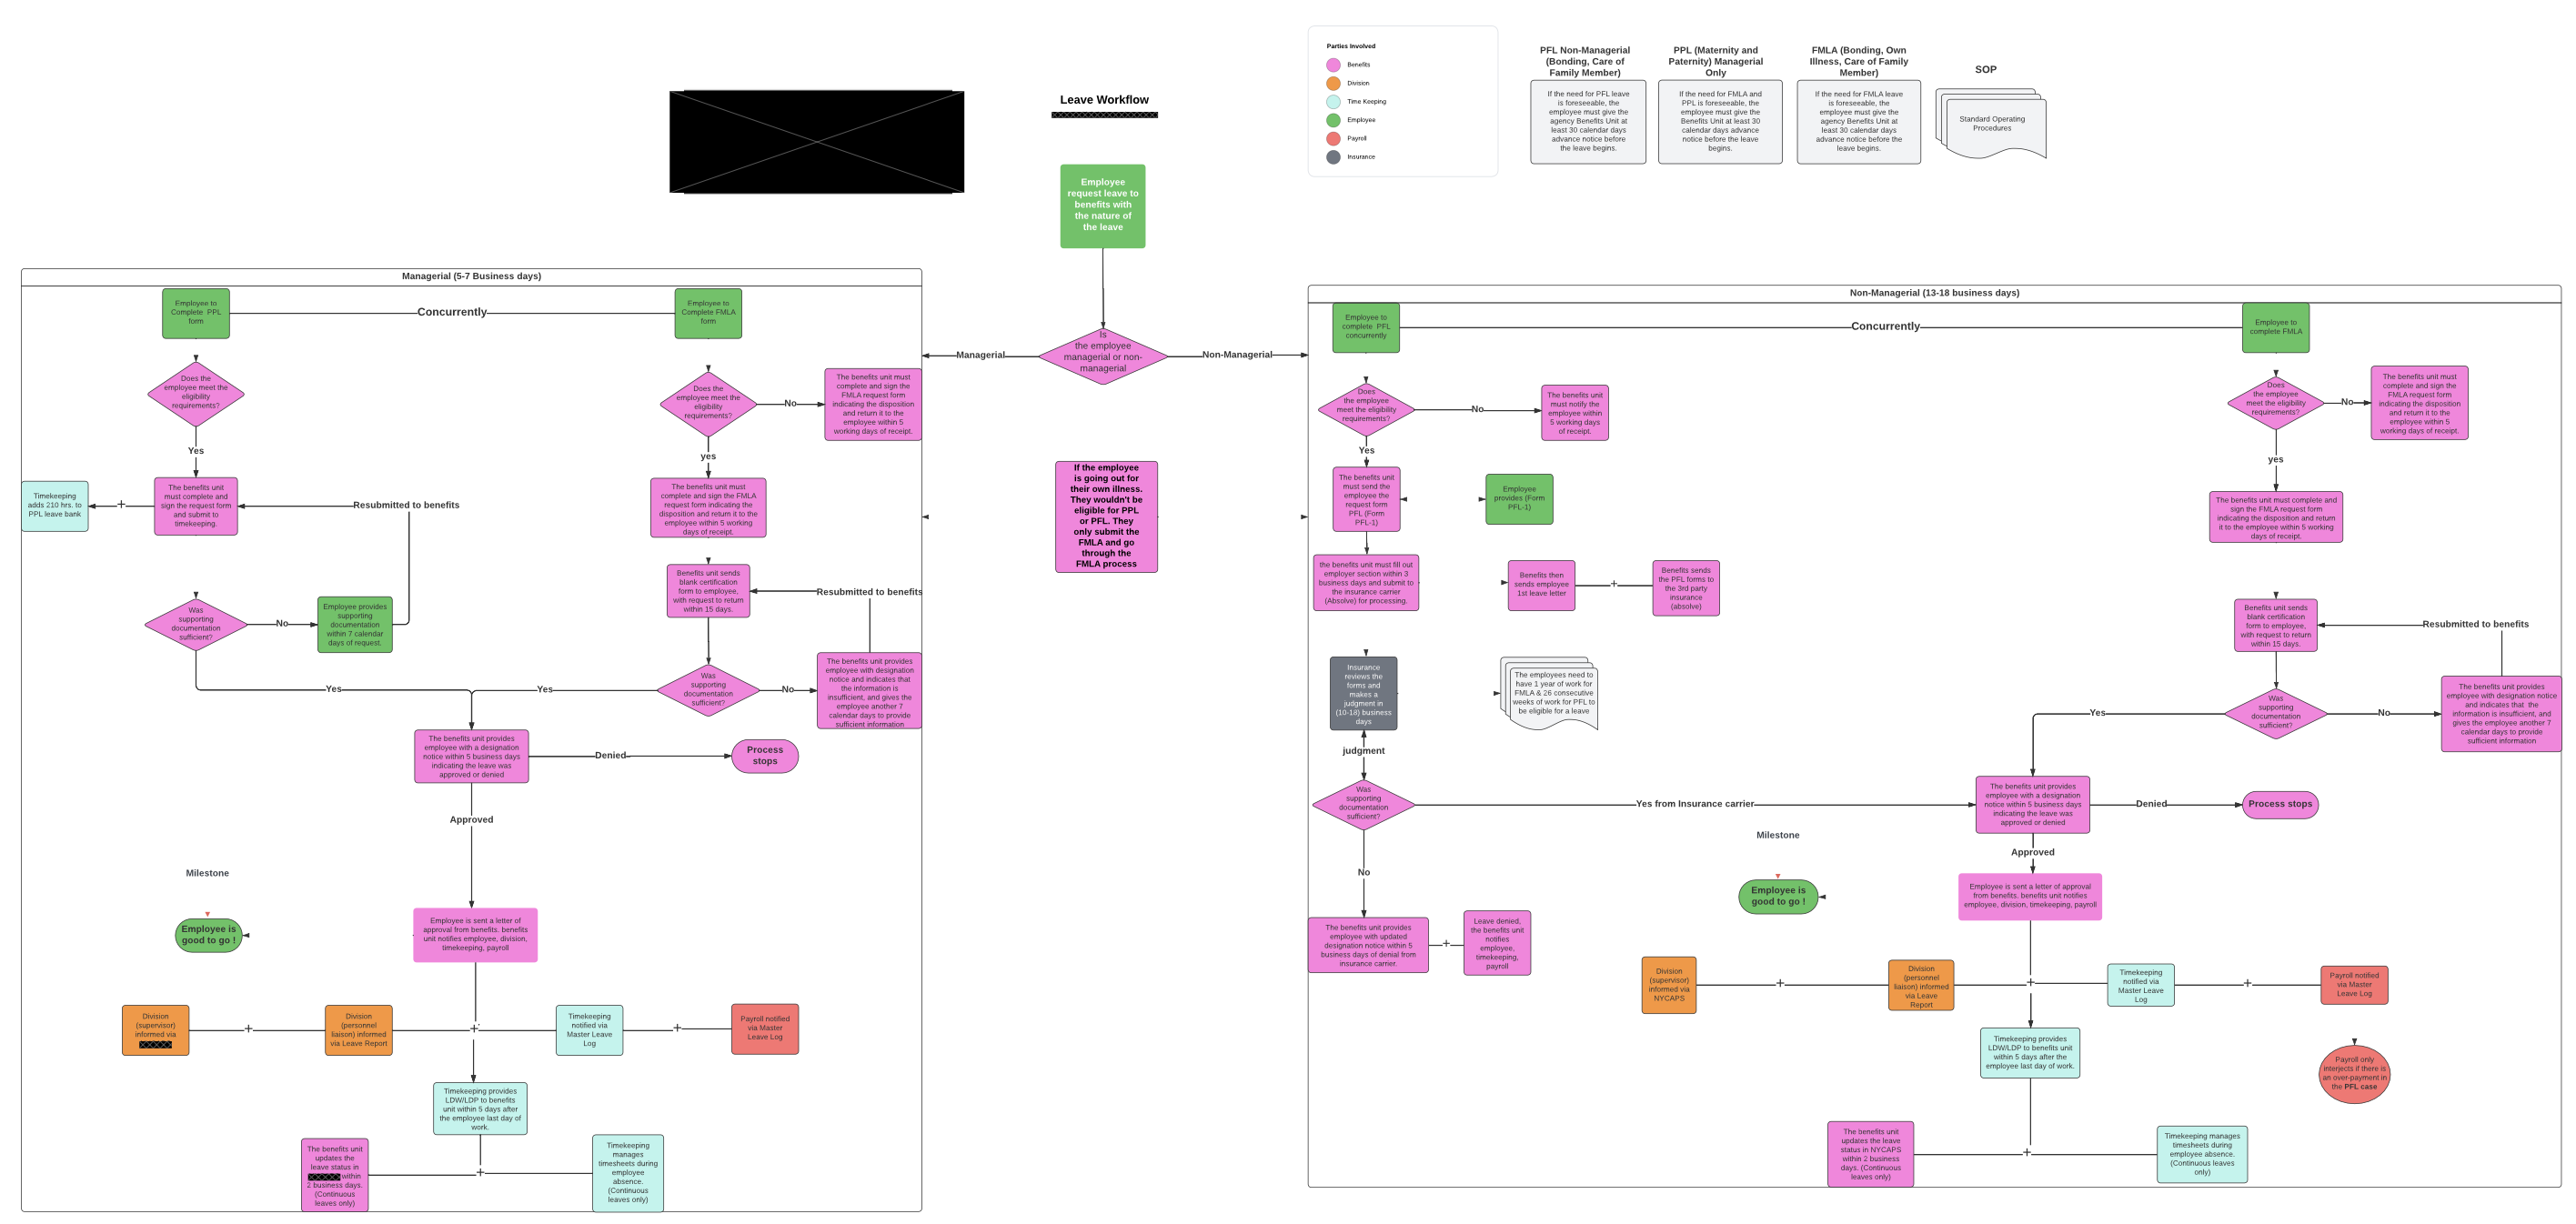 Leave Workflow
Parties Involved
Benefits
Division
Time Keeping
Employee
Payroll
Insurance
PFL Non-Managerial
(Bonding, Care of
Family Member)
If the need for PFL leave
is foreseeable, the
employee must give the
agency Benefits Unit at
least 30 calendar days
advance notice before
the leave begins.
PPL (Maternity and
Paternity) Managerial
Only
If the need for FMLA and
PPL is foreseeable, the
employee must give the
Benefits Unit at least 30
calendar days advance
notice before the leave
begins.
FMLA (Bonding, Own
Illness, Care of Family
Member)
If the need for FMLA leave
is foreseeable, the
employee must give the
agency Benefits Unit at
least 30 calendar days
advance notice before the
leave begins.
SOP
Standard Operating
Procedures
Employee
request leave to
benefits with
the nature of
the leave
Is
the employee
managerial or non-
managerial
Managerial
Non-Managerial
If the employee
is going out for
their own illness.
They wouldn't be
eligible for PPL
or PFL. They
only submit the
FMLA and go
through the
FMLA process
Managerial (5-7 Business days)
Employee to
Complete PPL
form
Concurrently
Employee to
Complete FMLA
form
Does the
employee meet the
eligibility
requirements?
Yes
Does the
employee meet the
eligibility
requirements?
No
The benefits unit must
complete and sign the
FMLA request form
indicating the disposition
and return it to the
employee within 5
working days of receipt.
yes
Timekeeping
adds 210 hrs. to
PPL leave bank
+
The benefits unit
must complete and
sign the request form
and submit to
timekeeping.
Resubmitted to benefits
The benefits unit must
complete and sign the FMLA
request form indicating the
disposition and return it to the
employee within 5 working
days of receipt.
Benefits unit sends
blank certification
form to employee,
with request to return
within 15 days.
Resubmitted to benefits
Was
supporting
documentation
sufficient?
No
Employee provides
supporting
documentation
within 7 calendar
days of request.
Yes
Yes
Was
supporting
documentation
sufficient?
No
The benefits unit provides
employee with designation
notice and indicates that
the information is
insufficient, and gives the
employee another 7
calendar days to provide
sufficient information
The benefits unit provides
employee with a designation
notice within 5 business days
indicating the leave was
approved or denied
Denied
Process
stops
Approved
Milestone
Employee is
good to go !
Employee is sent a letter of
approval from benefits. benefits
unit notifies employee, division,
timekeeping, payroll
Division
(supervisor)
informed via
+
Division
(personnel
liaison) informed
via Leave Report
+
Timekeeping
notified via
Master Leave
Log
+
Payroll notified
via Master
Leave Log
Timekeeping provides
LDW/LDP to benefits
unit within 5 days after
the employee last day of
work.
The benefits unit
updates the
leave status in
within
2 business days.
(Continuous
leaves only)
+
Timekeeping
manages
timesheets during
employee
absence.
(Continuous
leaves only)
Non-Managerial (13-18 business days)
Employee to
complete PFL
concurrently
Concurrently
Employee to
complete FMLA
Does
the employee
meet the eligibility
requirements?
No
The benefits unit
must notify the
employee within
5 working days
of receipt.
Yes
Does
the employee
meet the eligibility
requirements?
No
The benefits unit must
complete and sign the
FMLA request form
indicating the disposition
and return it to the
employee within 5
working days of receipt.
yes
The benefits unit
must send the
employee the
request form
PFL (Form
PFL-1)
Employee
provides (Form
PFL-1)
The benefits unit must complete and
sign the FMLA request form
indicating the disposition and return
it to the employee within 5 working
days of receipt.
the benefits unit must fill out
employer section within 3
business days and submit to
the insurance carrier
(Absolve) for processing.
Benefits then
sends employee
1st leave letter
+
Benefits sends
the PFL forms to
the 3rd party
insurance
(absolve)
Benefits unit sends
blank certification
form to employee,
with request to return
within 15 days.
Resubmitted to benefits
Insurance
reviews the
forms and
makes a
judgment in
(10-18) business
days
The employees need to
have 1 year of work for
FMLA & 26 consecutive
weeks of work for PFL to
be eligible for a leave
Yes
Was
supporting
documentation
sufficient?
No
The benefits unit provides
employee with designation notice
and indicates that the
information is insufficient, and
gives the employee another 7
calendar days to provide
sufficient information
judgment
Was
supporting
documentation
sufficient?
Yes from Insurance carrier
The benefits unit provides
employee with a designation
notice within 5 business days
indicating the leave was
approved or denied
Denied
Process stops
Milestone
Approved
No
Employee is
good to go !
Employee is sent a letter of approval
from benefits. benefits unit notifies
employee, division, timekeeping, payroll
The benefits unit provides
employee with updated
designation notice within 5
business days of denial from
insurance carrier.
+
Leave denied,
the benefits unit
notifies
employee,
timekeeping,
payroll
Division
(supervisor)
informed via
NYCAPS
+
Division
(personnel
liaison) informed
via Leave
Report
+
Timekeeping
notified via
Master Leave
Log
+
Payroll notified
via Master
Leave Log
Timekeeping provides
LDW/LDP to benefits unit
within 5 days after the
employee last day of work.
Payroll only
interjects if there is
an over-payment in
the PFL case
The benefits unit
updates the leave
status in NYCAPS
within 2 business
days. (Continuous
leaves only)
+
Timekeeping manages
timesheets during
employee absence.
(Continuous leaves
only)